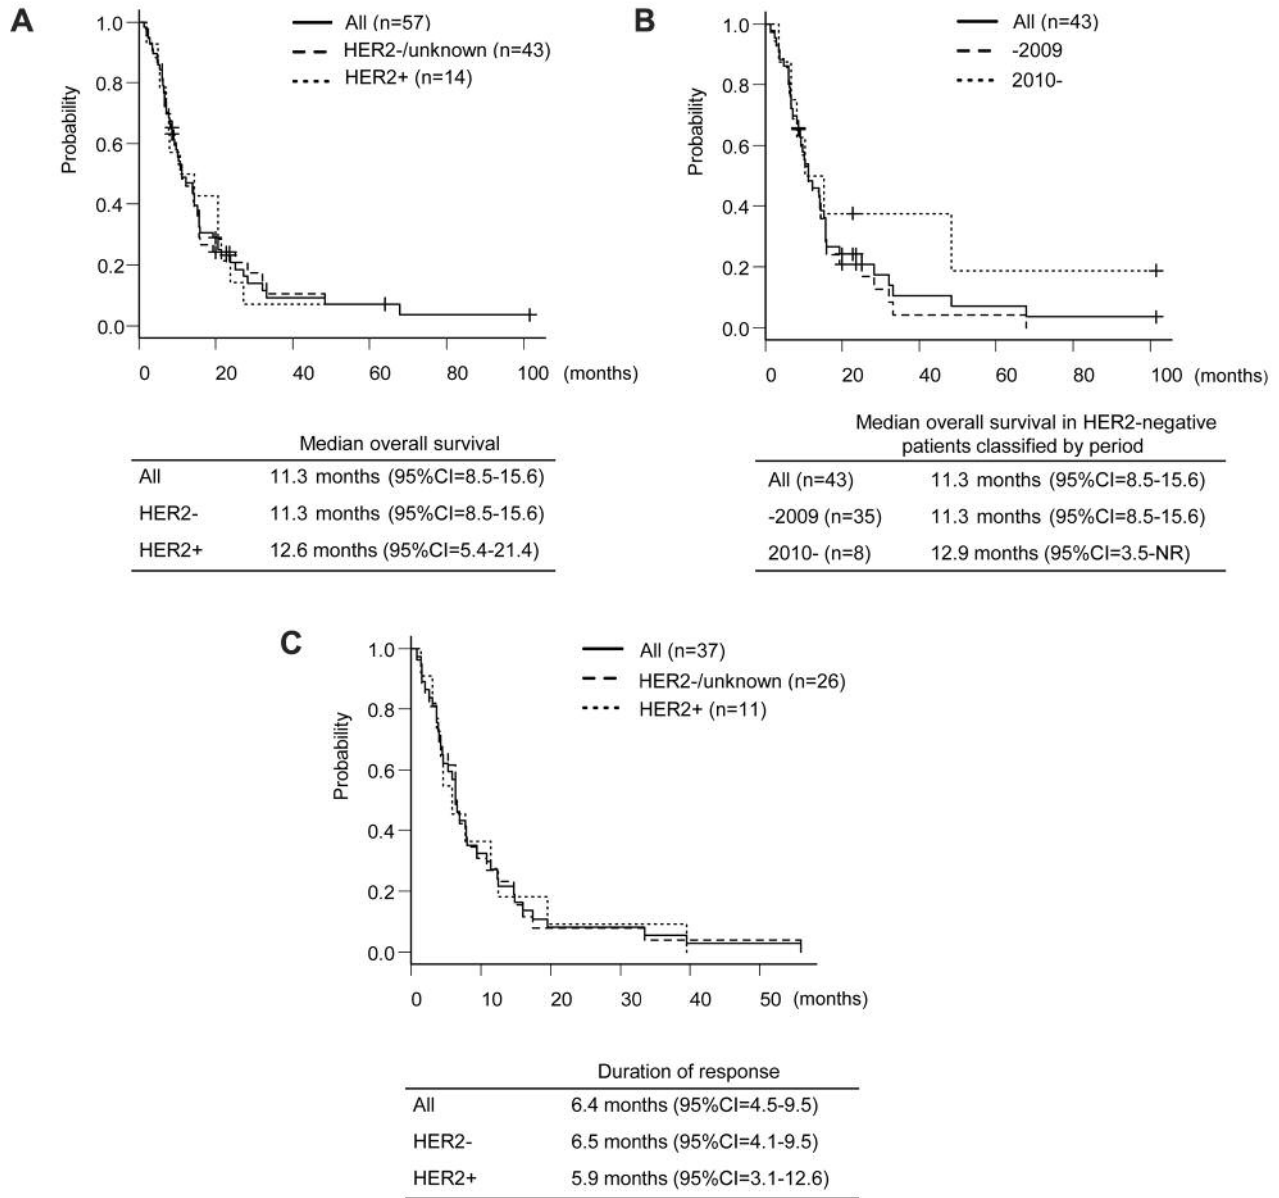 A
All (n=57)
HER2-/unknown (n=43)
HER2+ (n=14)
Probability
1.0
0.8
0.6
0.4
0.2
0.0
0 20 40 60 80 100 (months)
Median overall survival
All 11.3 months (95%CI=8.5-15.6)
HER2- 11.3 months (95%CI=8.5-15.6)
HER2+ 12.6 months (95%CI=5.4-21.4)
B
All (n=43)
-2009
2010-
Probability
1.0
0.8
0.6
0.4
0.2
0.0
0 20 40 60 80 100 (months)
Median overall survival in HER2-negative
patients classified by period
All (n=43) 11.3 months (95%CI=8.5-15.6)
-2009 (n=35) 11.3 months (95%CI=8.5-15.6)
2010- (n=8) 12.9 months (95%CI=3.5-NR)
C
All (n=37)
HER2-/unknown (n=26)
HER2+ (n=11)
Probability
1.0
0.8
0.6
0.4
0.2
0.0
0 10 20 30 40 50 (months)
Duration of response
All 6.4 months (95%CI=4.5-9.5)
HER2- 6.5 months (95%CI=4.1-9.5)
HER2+ 5.9 months (95%CI=3.1-12.6)